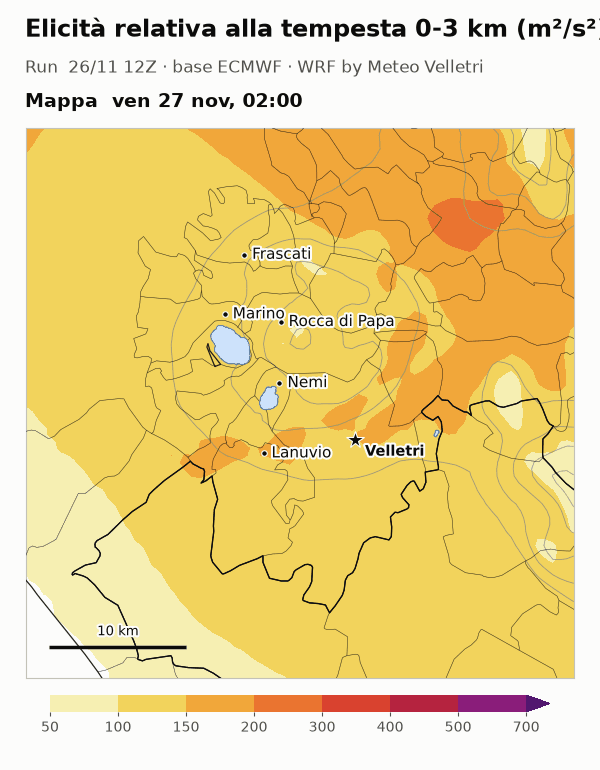 Elicità relativa alla tempesta 0-3 km (m²/s²)
Run  26/11 12Z · base ECMWF · WRF by Meteo Velletri
Mappa  ven 27 nov, 02:00
Frascati
Marino
Rocca di Papa
Nemi
Velletri
Lanuvio
10 km
50 100 150 200 300 400 500 700